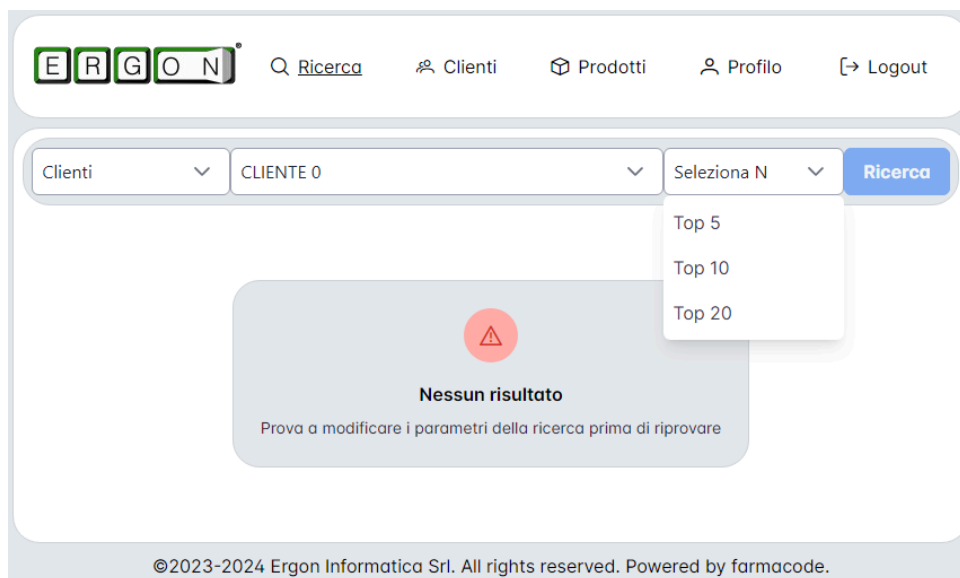 ERGON® Ricerca Clienti Prodotti Profilo Logout
Clienti CLIENTE 0 Seleziona N Ricerca
Top 5
Top 10
Top 20
Nessun risultato
Prova a modificare i parametri della ricerca prima di riprovare
©2023-2024 Ergon Informatica Srl. All rights reserved. Powered by farmacode.